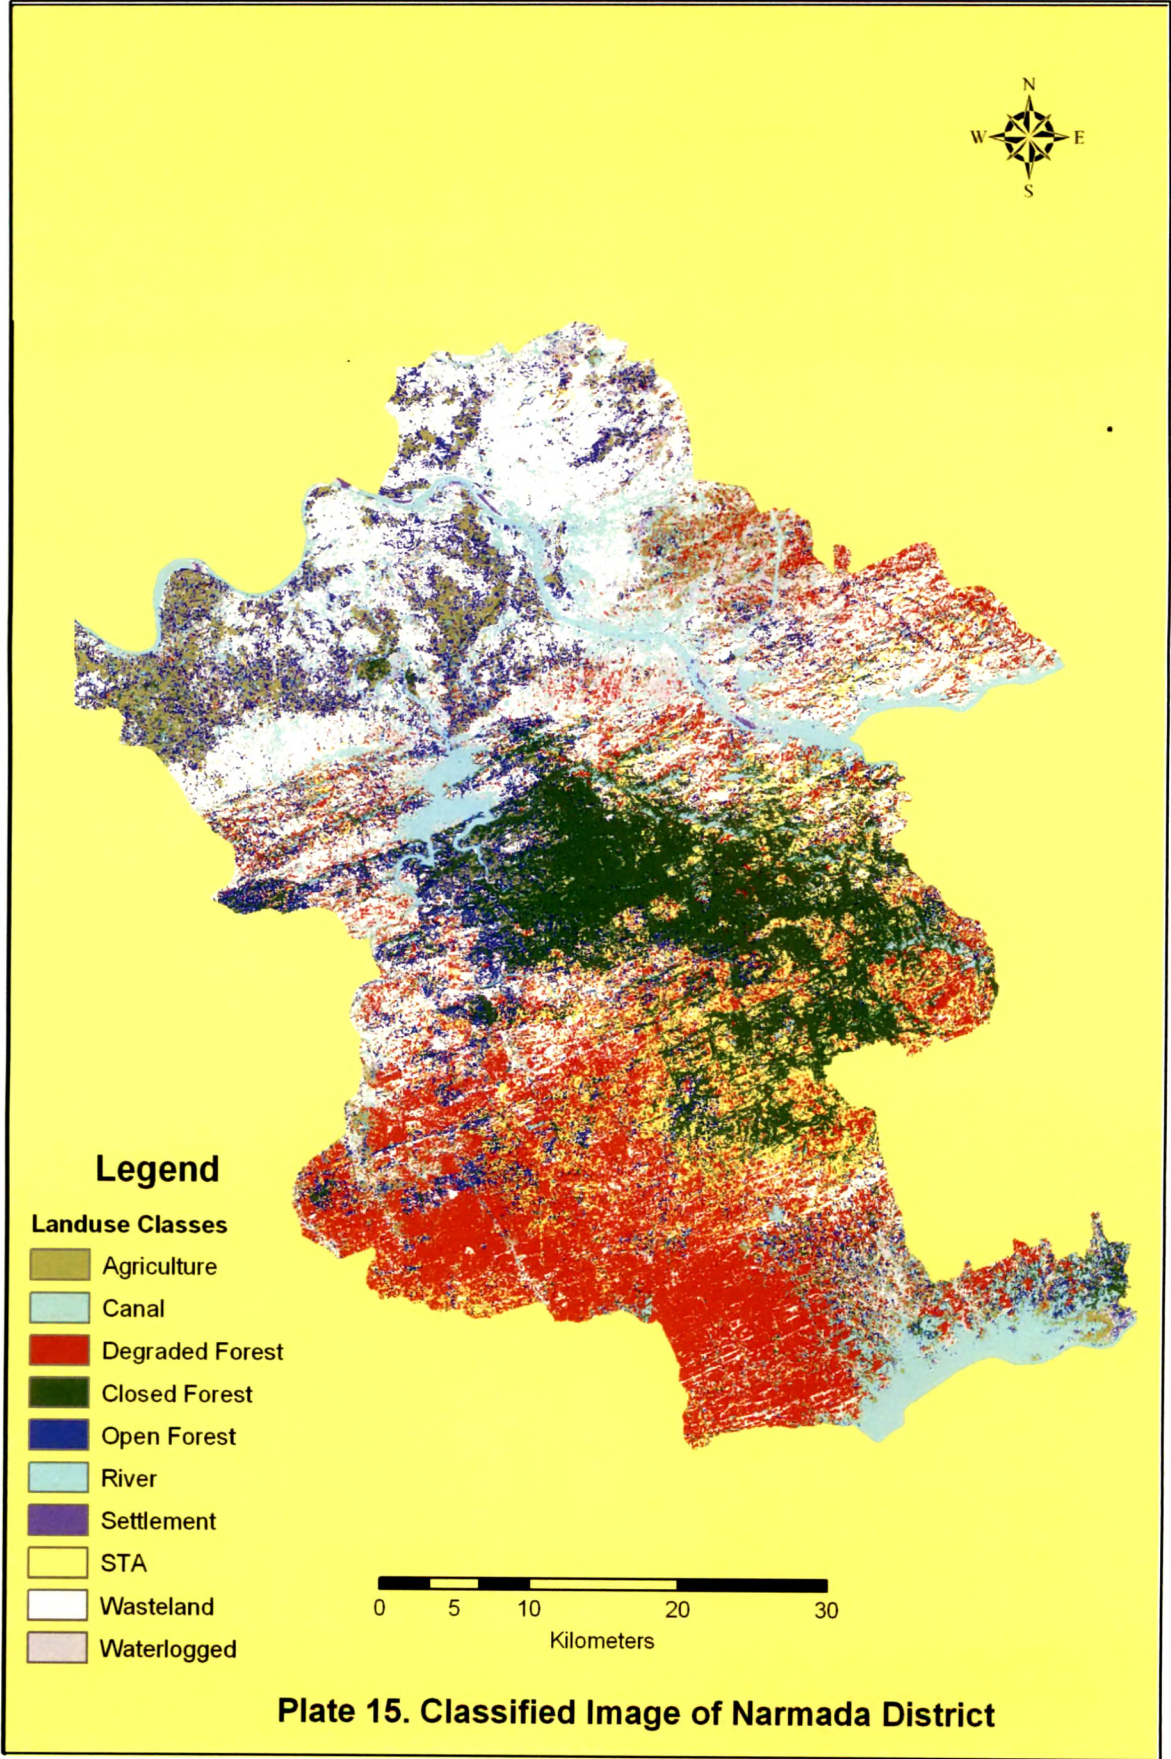 N
W E
S
Legend
Landuse Classes
Agriculture
Canal
Degraded Forest
Closed Forest
Open Forest
River
Settlement
STA
Wasteland
Waterlogged
0 5 10 20 30
Kilometers
Plate 15. Classified Image of Narmada District